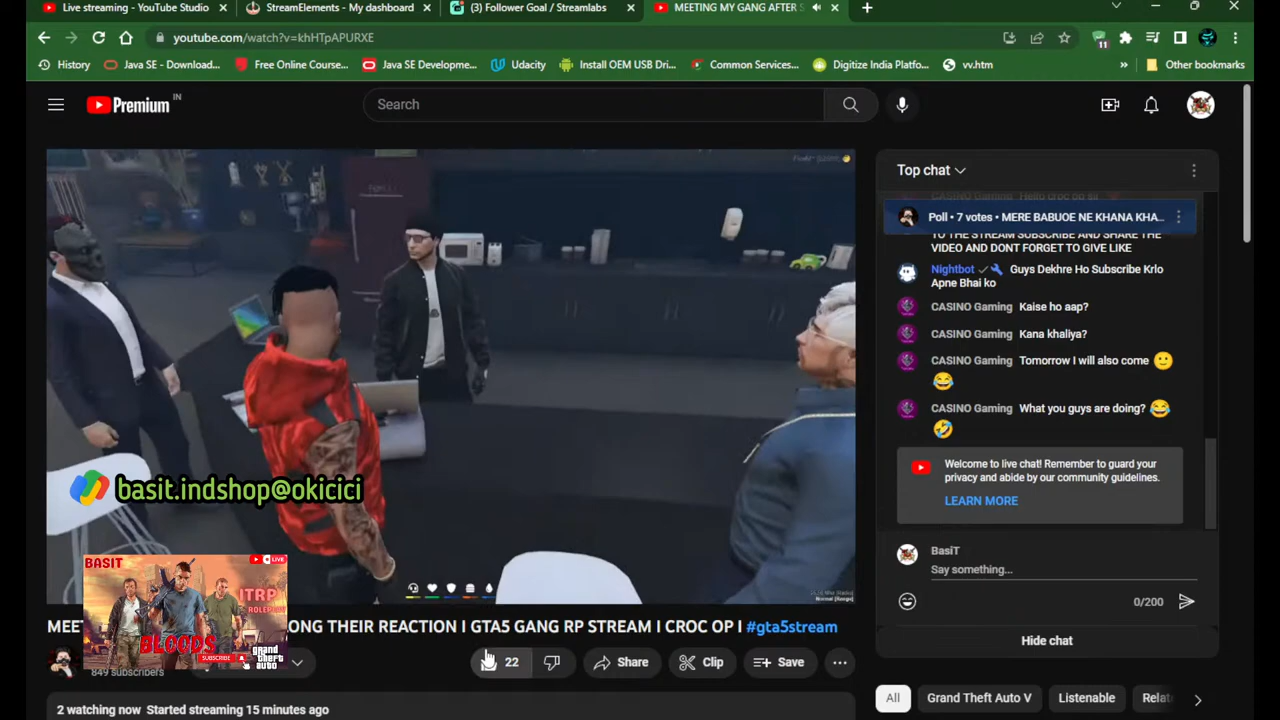 Live streaming - YouTube Studio
StreamElements - My dashboard
(3) Follower Goal / Streamlabs
MEETING MY GANG AFTER S
youtube.com/watch?v=khHTpAPURXE
11
History
Java SE - Download...
Free Online Course...
Java SE Developme...
Udacity
Install OEM USB Dri...
Common Services...
Digitize India Platfo...
vv.htm
Other bookmarks
Premium IN
Search
Top chat
Poll • 7 votes • MERE BABUOE NE KHANA KHA...
TO THE STREAM SUBSCRIBE AND SHARE THE
VIDEO AND DONT FORGET TO GIVE LIKE
Nightbot Guys Dekhre Ho Subscribe Krlo
Apne Bhai ko
CASINO Gaming Kaise ho aap?
CASINO Gaming Kana khaliya?
CASINO Gaming Tomorrow I will also come 🙂
😂
CASINO Gaming What you guys are doing? 😂
🤣
Welcome to live chat! Remember to guard your
privacy and abide by our community guidelines.
LEARN MORE
BasiT
Say something...
0/200
Hide chat
basit.indshop@okicici
BASIT
LIVE
ITRP
ROLEPLAY
BLOODS
SUBSCRIBE
grand
theft
auto
MEET
ONG THEIR REACTION I GTA5 GANG RP STREAM I CROC OP I #gta5stream
849 subscribers
22
Share
Clip
Save
2 watching now Started streaming 15 minutes ago
All
Grand Theft Auto V
Listenable
Relat